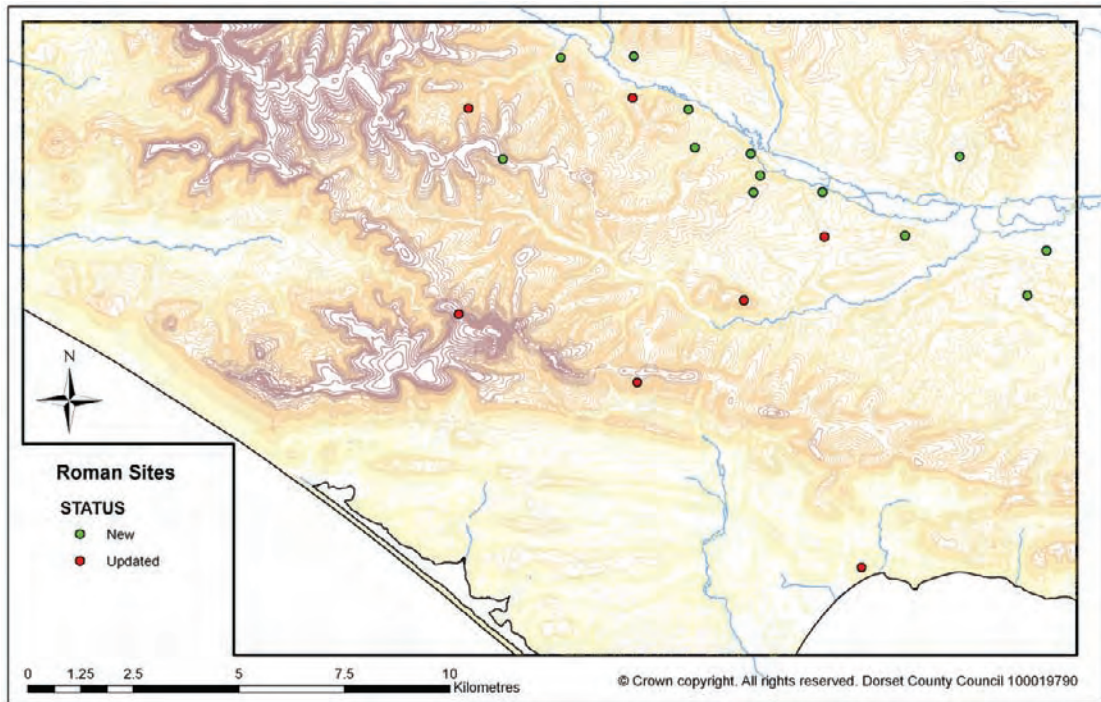 N
Roman Sites
STATUS
New
Updated
0 1.25 2.5 5 7.5 10
Kilometres
© Crown copyright. All rights reserved. Dorset County Council 100019790